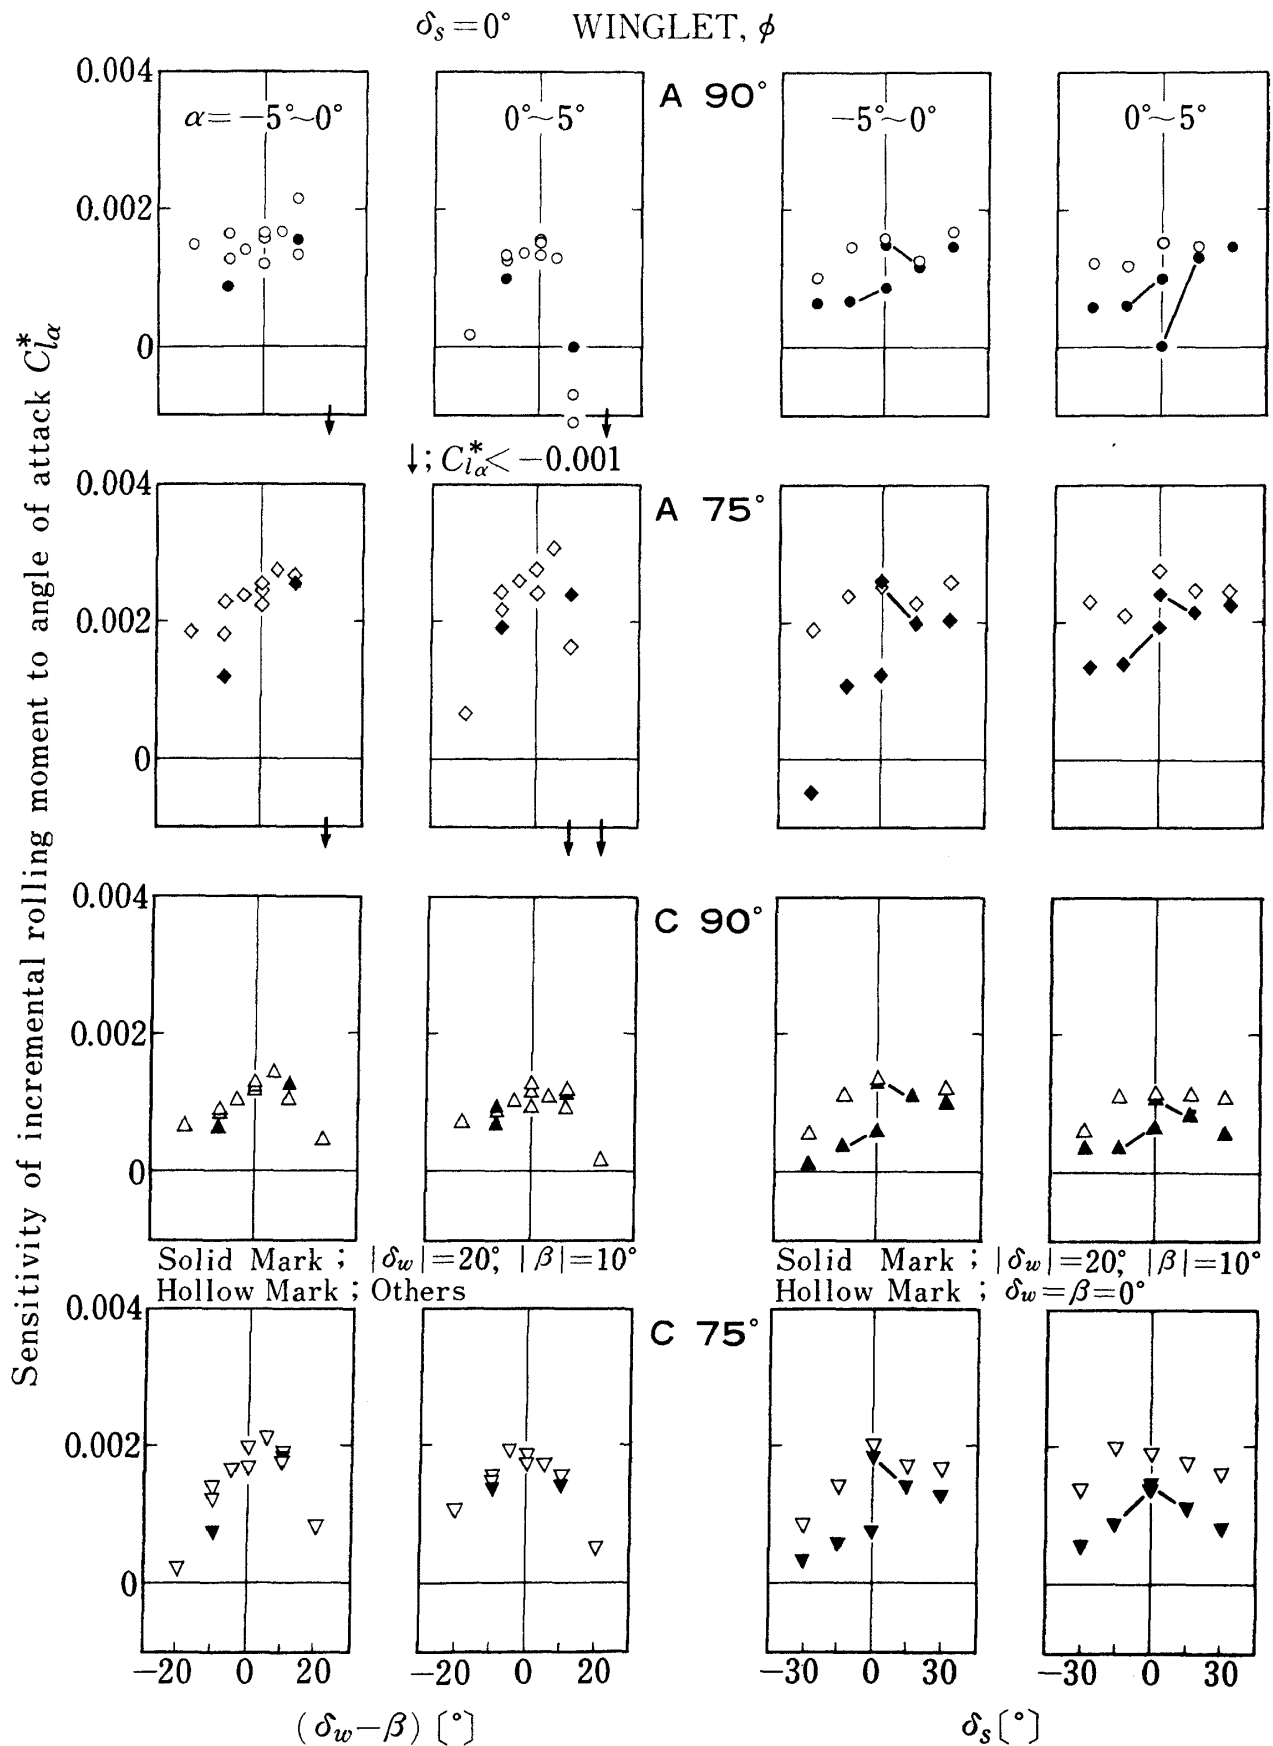 δs=0° WINGLET, ϕ
A 90°
α=−5°~0°
0°~5°
−5°~0°
0°~5°
0.004
0.002
0
↓; C*lα<−0.001
A 75°
0.004
0.002
0
C 90°
0.004
0.002
0
Solid Mark ; |δw|=20°, |β|=10°
Hollow Mark ; Others
Solid Mark ; |δw|=20°, |β|=10°
Hollow Mark ; δw=β=0°
C 75°
0.004
0.002
0
−20 0 20
−20 0 20
−30 0 30
−30 0 30
(δw−β) [°]
δs[°]
Sensitivity of incremental rolling moment to angle of attack C*lα